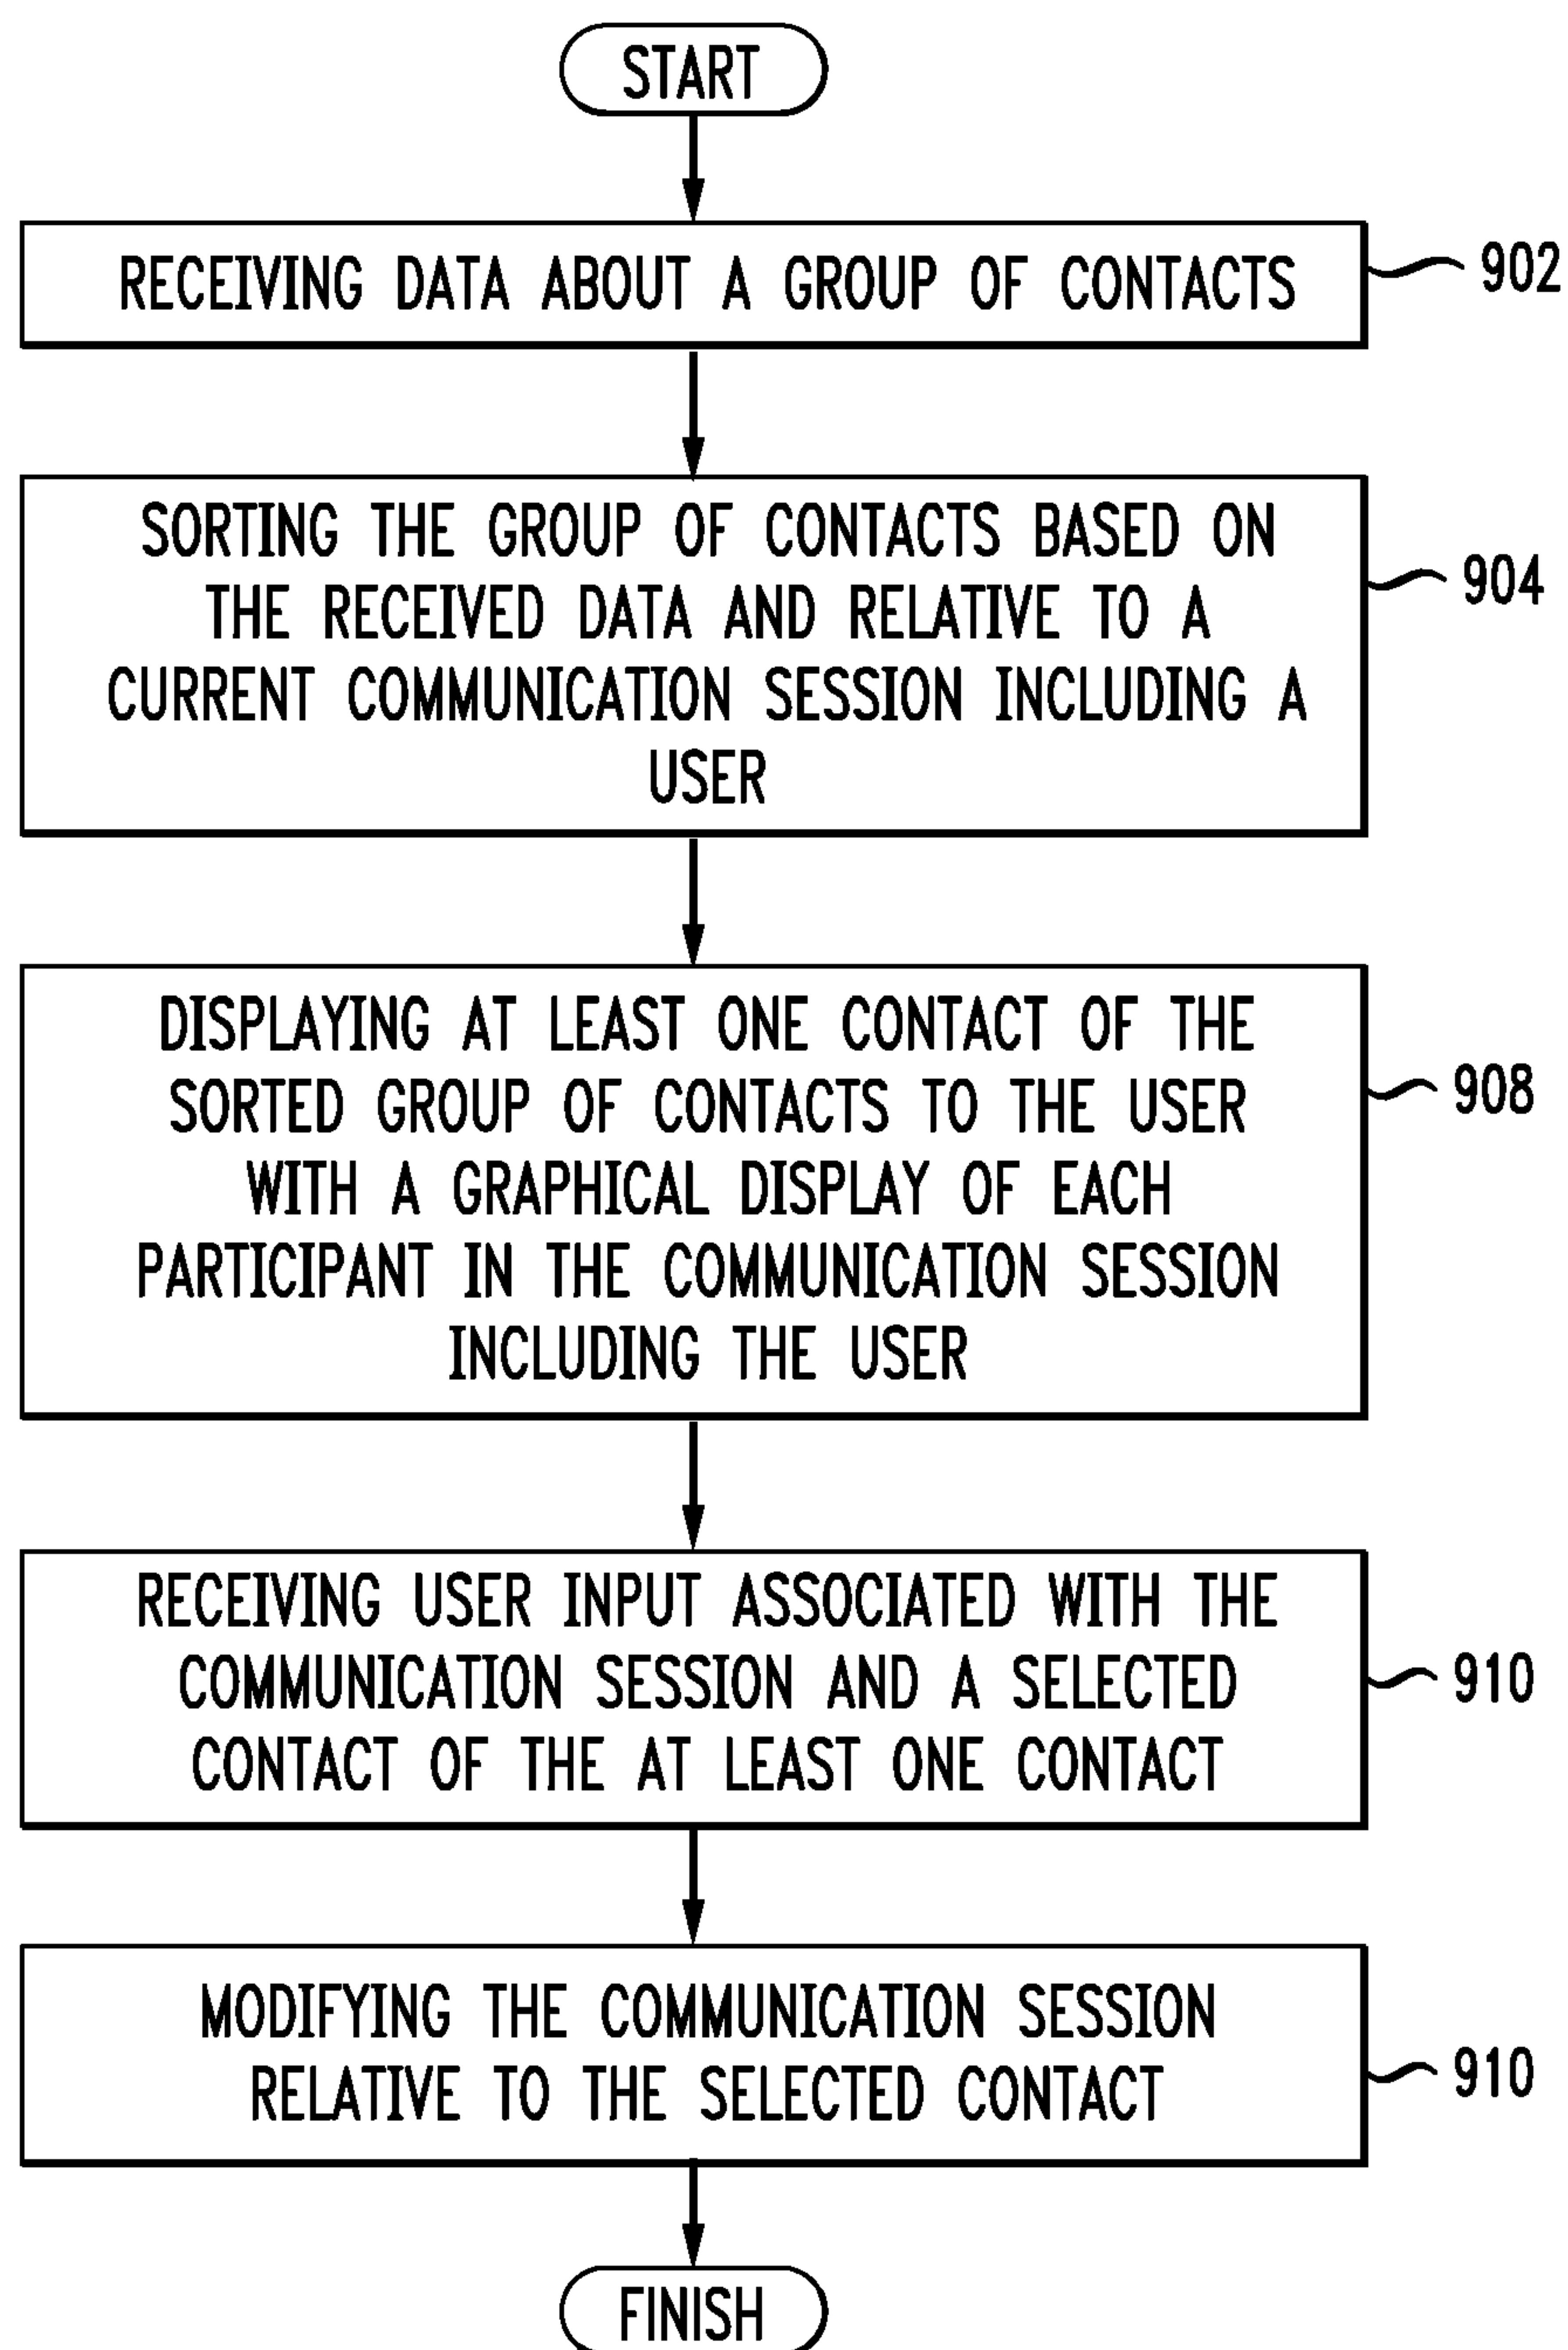 START
RECEIVING DATA ABOUT A GROUP OF CONTACTS
902
SORTING THE GROUP OF CONTACTS BASED ON
THE RECEIVED DATA AND RELATIVE TO A
CURRENT COMMUNICATION SESSION INCLUDING A
USER
904
DISPLAYING AT LEAST ONE CONTACT OF THE
SORTED GROUP OF CONTACTS TO THE USER
WITH A GRAPHICAL DISPLAY OF EACH
PARTICIPANT IN THE COMMUNICATION SESSION
INCLUDING THE USER
908
RECEIVING USER INPUT ASSOCIATED WITH THE
COMMUNICATION SESSION AND A SELECTED
CONTACT OF THE AT LEAST ONE CONTACT
910
MODIFYING THE COMMUNICATION SESSION
RELATIVE TO THE SELECTED CONTACT
910
FINISH